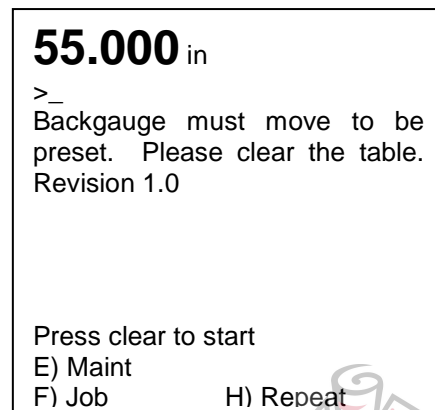 55.000 in
>_
Backgauge must move to be
preset. Please clear the table.
Revision 1.0
Press clear to start
E) Maint
F) Job H) Repeat